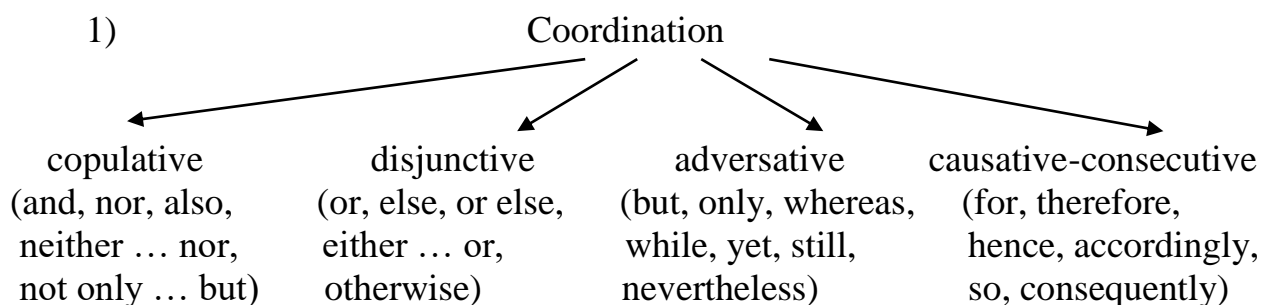 1) Coordination
copulative disjunctive adversative causative-consecutive
(and, nor, also, (or, else, or else, (but, only, whereas, (for, therefore,
neither … nor, either … or, while, yet, still, hence, accordingly,
not only … but) otherwise) nevertheless) so, consequently)